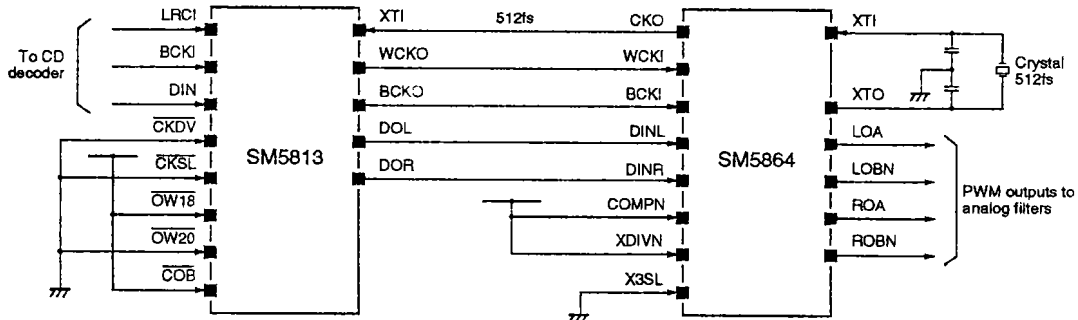 To CD
decoder
LRCI
BCKI
DIN
CKDV
CKSL
OW18
OW20
COB
SM5813
XTI
WCKO
BCKO
DOL
DOR
512fs
CKO
WCKI
BCKI
DINL
DINR
COMPN
XDIVN
X3SL
SM5864
XTI
XTO
LOA
LOBN
ROA
ROBN
Crystal
512fs
PWM outputs to
analog filters